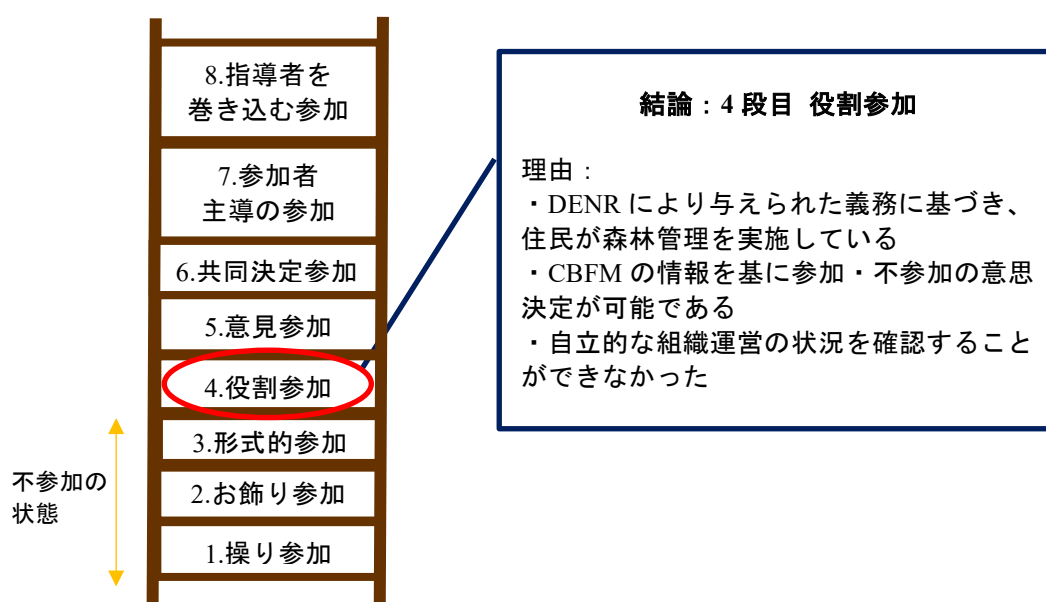 8.指導者を
巻き込む参加
7.参加者
主導の参加
6.共同決定参加
5.意見参加
4.役割参加
3.形式的参加
2.お飾り参加
1.操り参加
不参加の
状態
結論：4 段目 役割参加
理由：
・DENR により与えられた義務に基づき、
住民が森林管理を実施している
・CBFM の情報を基に参加・不参加の意思
決定が可能である
・自立的な組織運営の状況を確認すること
ができなかった